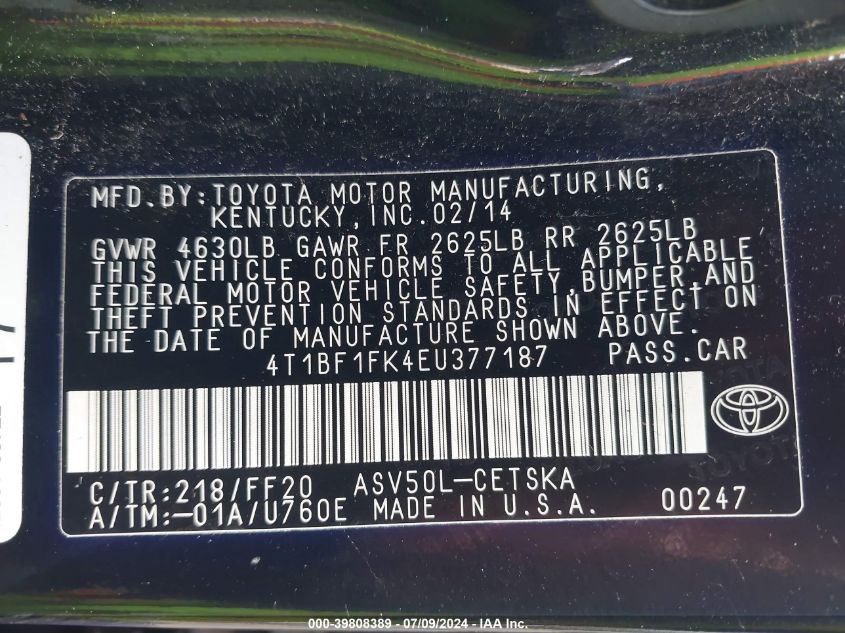 MFD.BY:TOYOTA MOTOR MANUFACTURING,
KENTUCKY,INC.02/14
GVWR 4630LB GAWR FR 2625LB RR 2625LB
THIS VEHICLE CONFORMS TO ALL APPLICABLE
FEDERAL MOTOR VEHICLE SAFETY,BUMPER,AND
THEFT PREVENTION STANDARDS IN EFFECT ON
THE DATE OF MANUFACTURE SHOWN ABOVE.
4T1BF1FK4EU377187 PASS.CAR
C/TR:218/FF20 ASV50L-CETSKA
A/TM:-01A/U760E MADE IN U.S.A. 00247
000-39808389 - 07/09/2024 - IAA Inc.